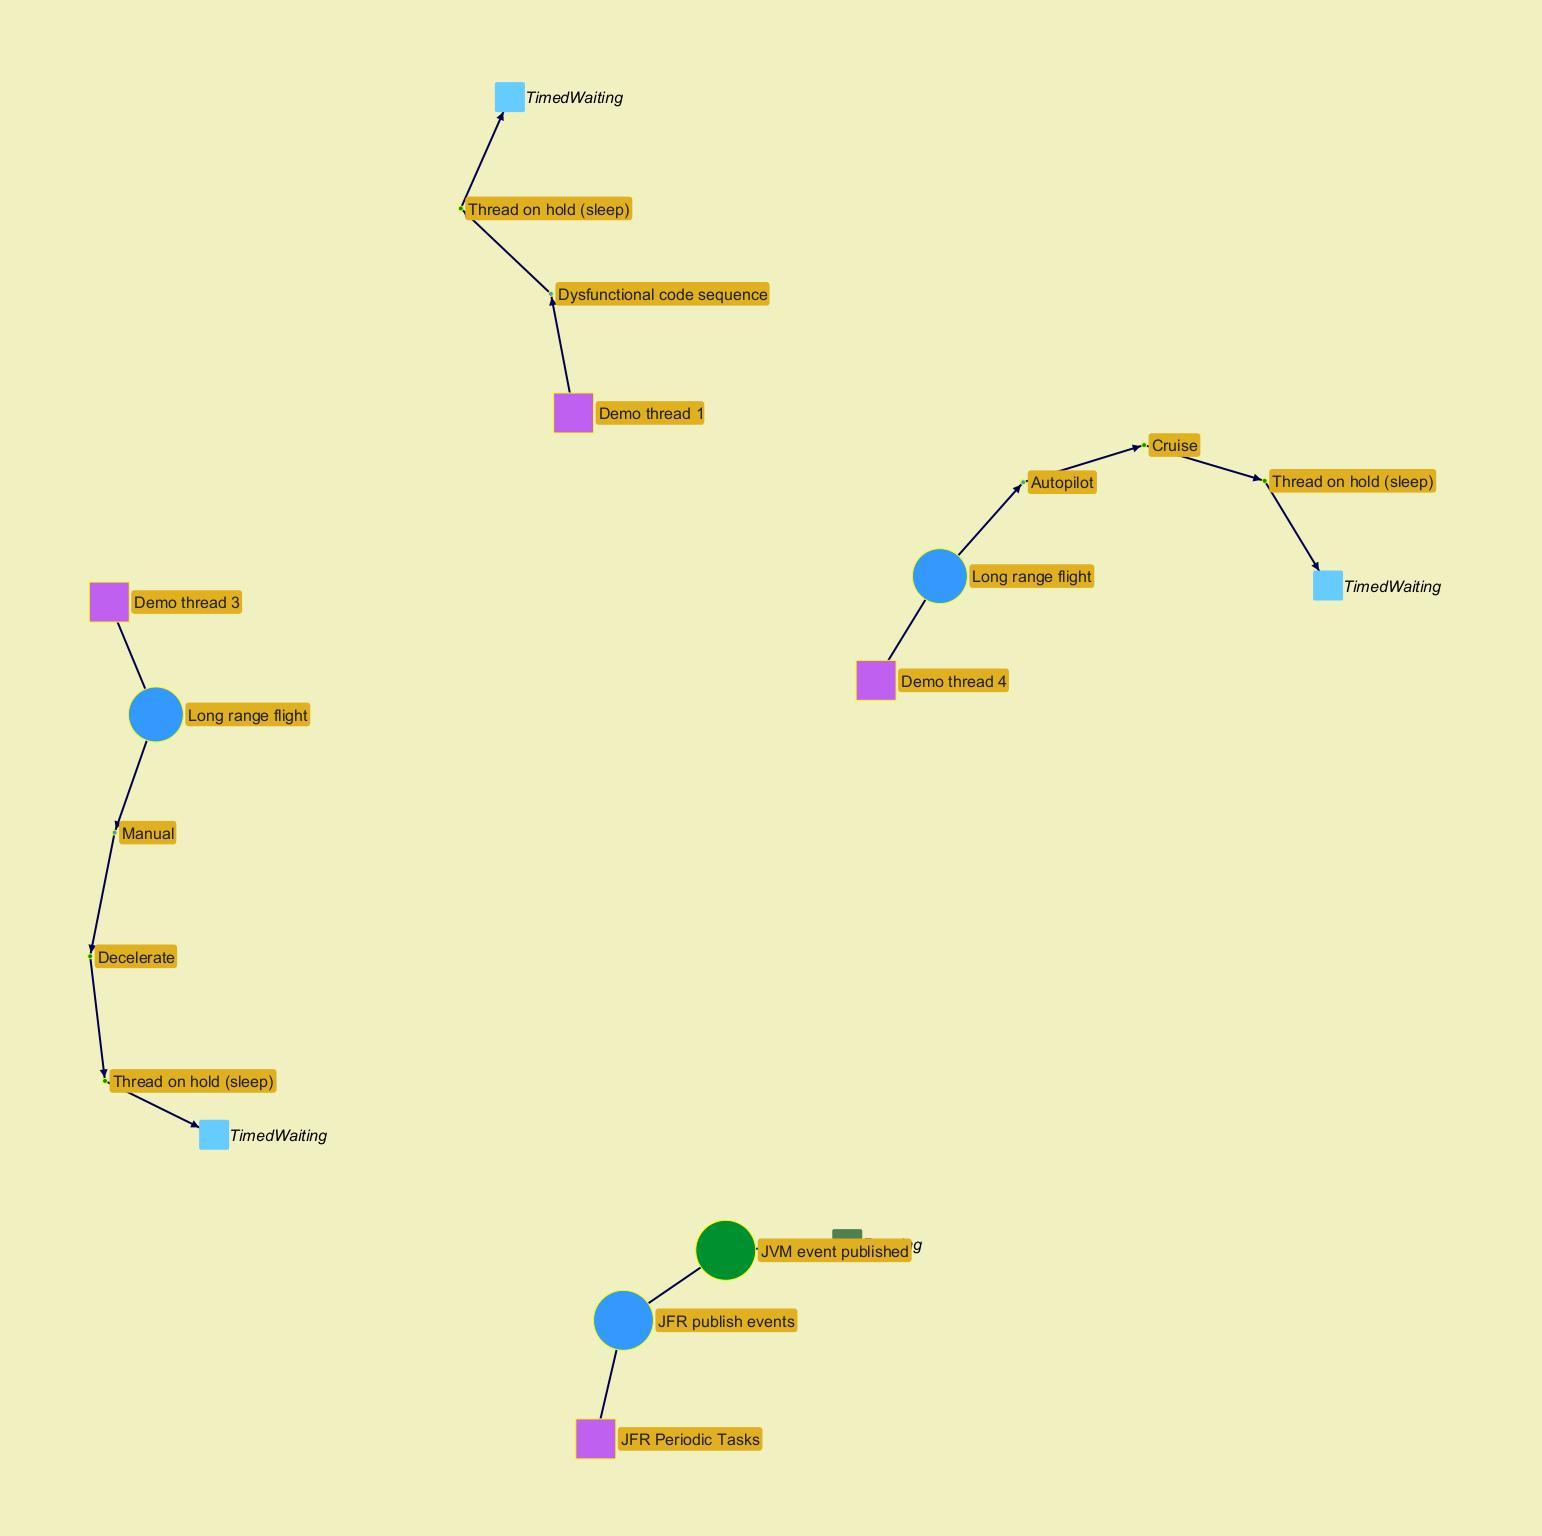 TimedWaiting
Thread on hold (sleep)
Dysfunctional code sequence
Demo thread 1
Cruise
Autopilot
Thread on hold (sleep)
Long range flight
TimedWaiting
Demo thread 4
Demo thread 3
Long range flight
Manual
Decelerate
Thread on hold (sleep)
TimedWaiting
JVM event published
JFR publish events
JFR Periodic Tasks